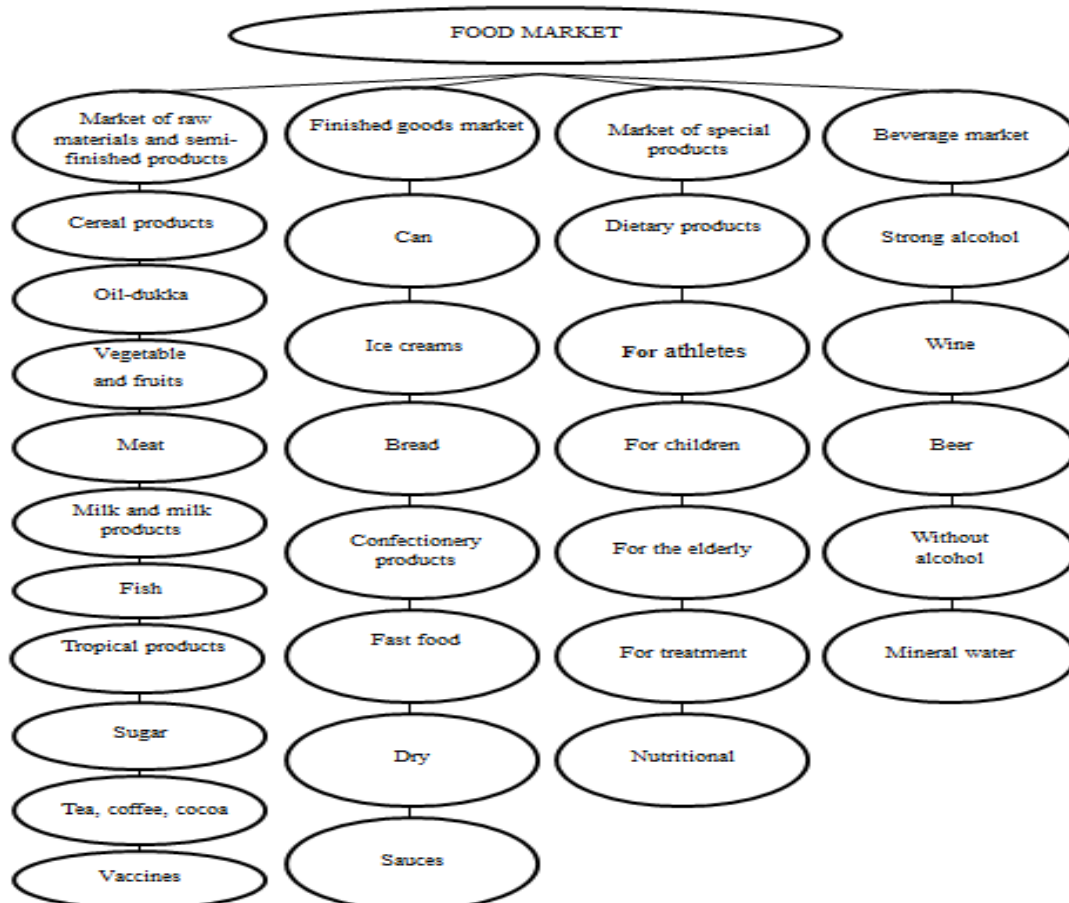 FOOD MARKET
Market of raw
materials and semi-
finished products
Cereal products
Oil-dukka
Vegetable
and fruits
Meat
Milk and milk
products
Fish
Tropical products
Sugar
Tea, coffee, cocoa
Vaccines
Finished goods market
Can
Ice creams
Bread
Confectionery
products
Fast food
Dry
Sauces
Market of special
products
Dietary products
For athletes
For children
For the elderly
For treatment
Nutritional
Beverage market
Strong alcohol
Wine
Beer
Without
alcohol
Mineral water